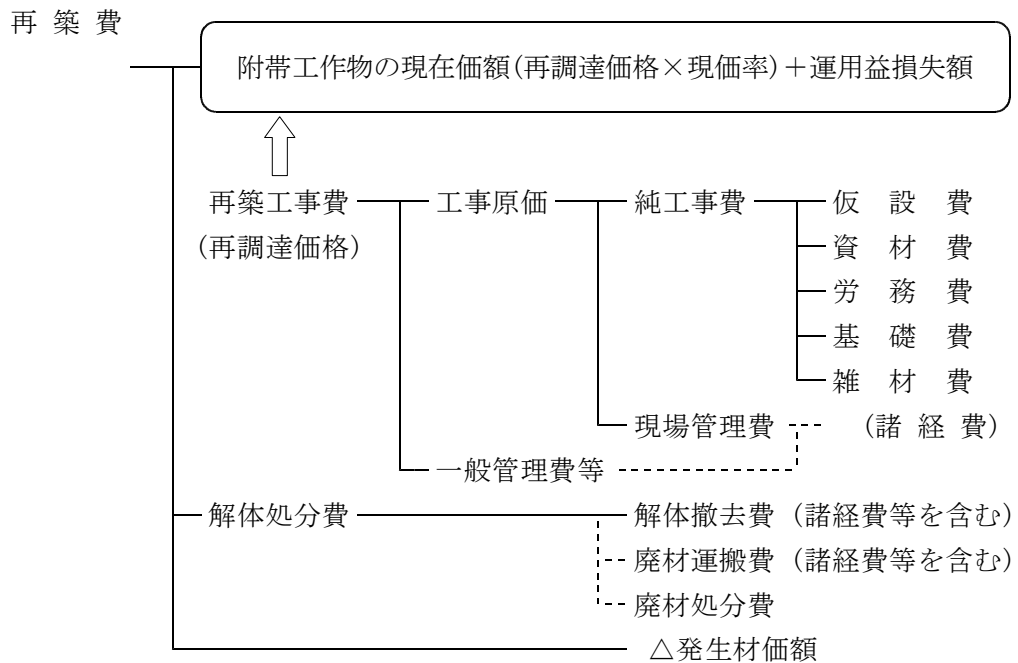 再 築 費
附帯工作物の現在価額(再調達価格×現価率)+運用益損失額
再築工事費 工事原価 純工事費 仮 設 費
(再調達価格) 資 材 費
労 務 費
基 礎 費
雑 材 費
現場管理費 (諸 経 費)
一般管理費等
解体処分費 解体撤去費 (諸経費等を含む)
廃材運搬費 (諸経費等を含む)
廃材処分費
△発生材価額